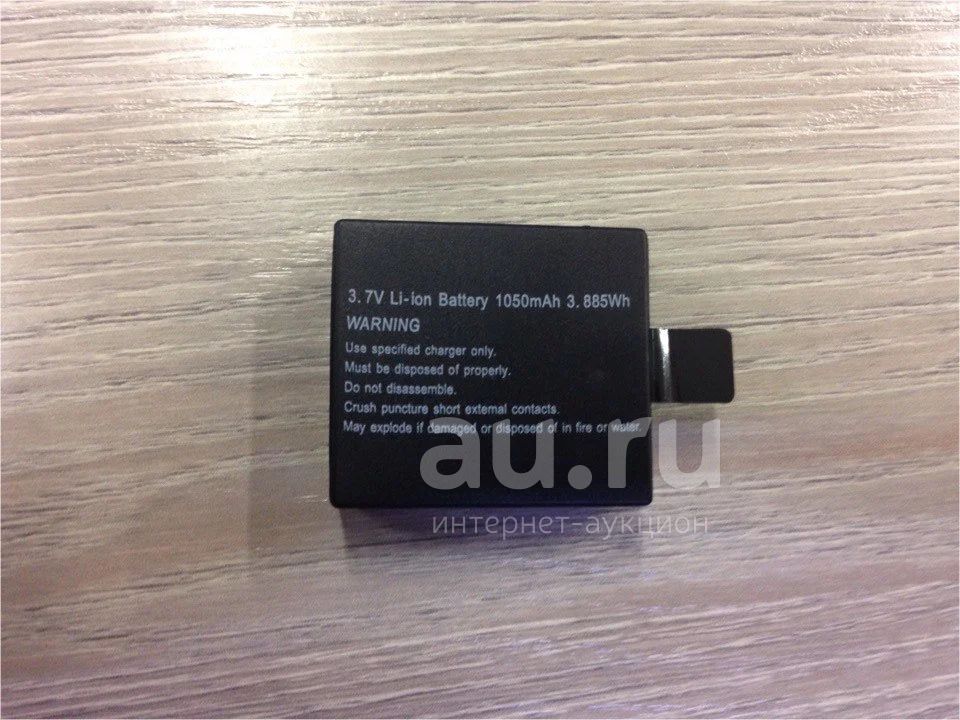 3.7V Li-ion Battery 1050mAh 3.885Wh
WARNING
Use specified charger only.
Must be disposed of properly.
Do not disassemble.
Crush puncture short external contacts.
May explode if damaged or disposed of in fire or water.
au.ru
интернет-аукцион